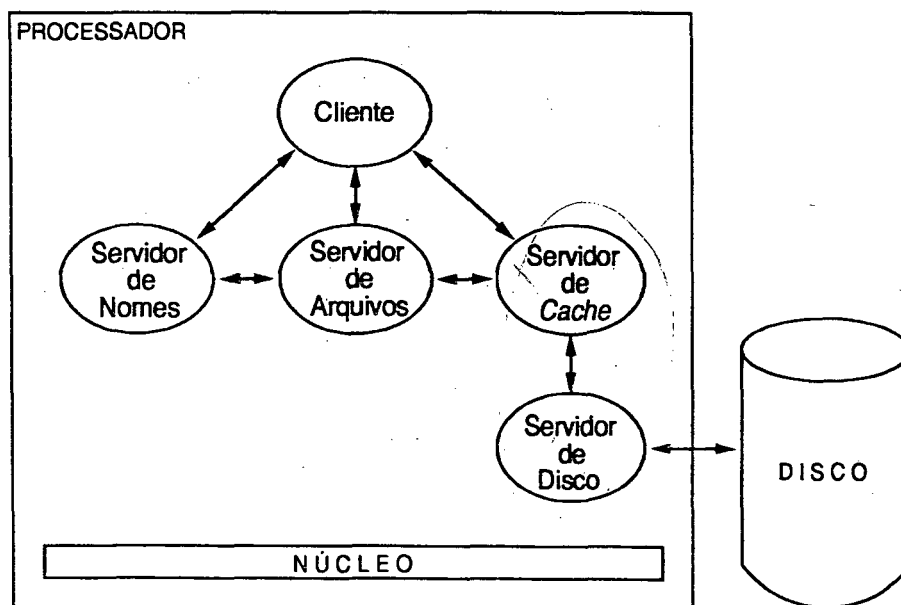 PROCESSADOR
Cliente
Servidor
de
Nomes
Servidor
de
Arquivos
Servidor
de
Cache
Servidor
de
Disco
DISCO
NÚCLEO